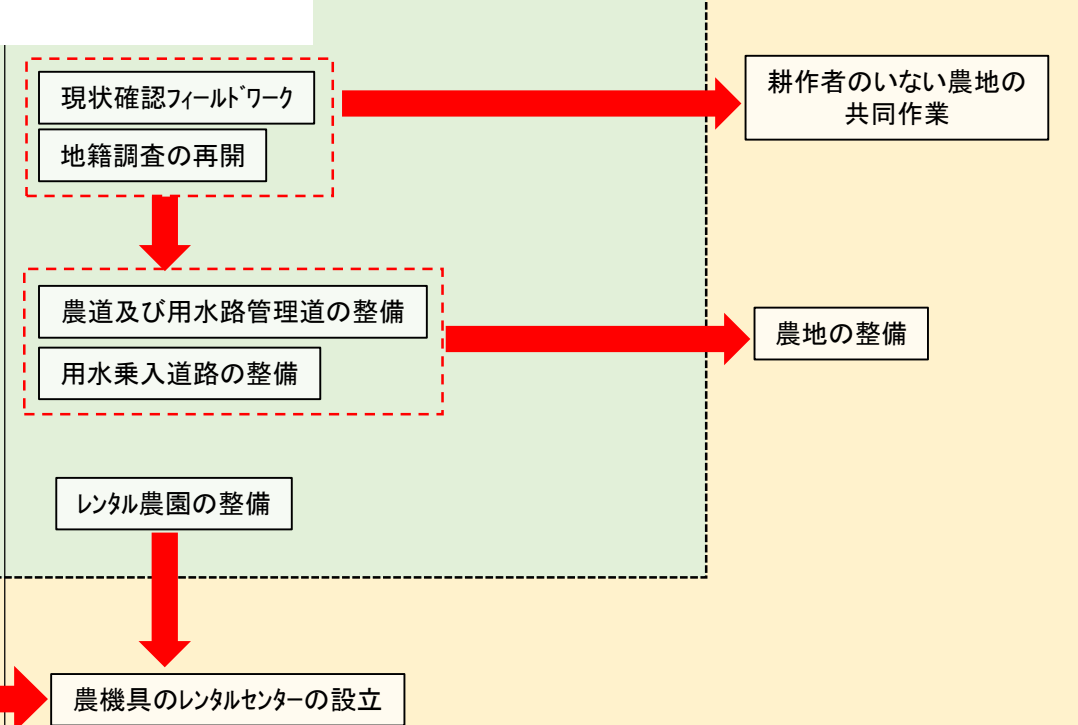 現状確認ﾌｨｰﾙﾄﾞﾜｰｸ
地籍調査の再開
耕作者のいない農地の
共同作業
農道及び用水路管理道の整備
用水乗入道路の整備
農地の整備
ﾚﾝﾀﾙ農園の整備
農機具のﾚﾝﾀﾙｾﾝﾀｰの設立